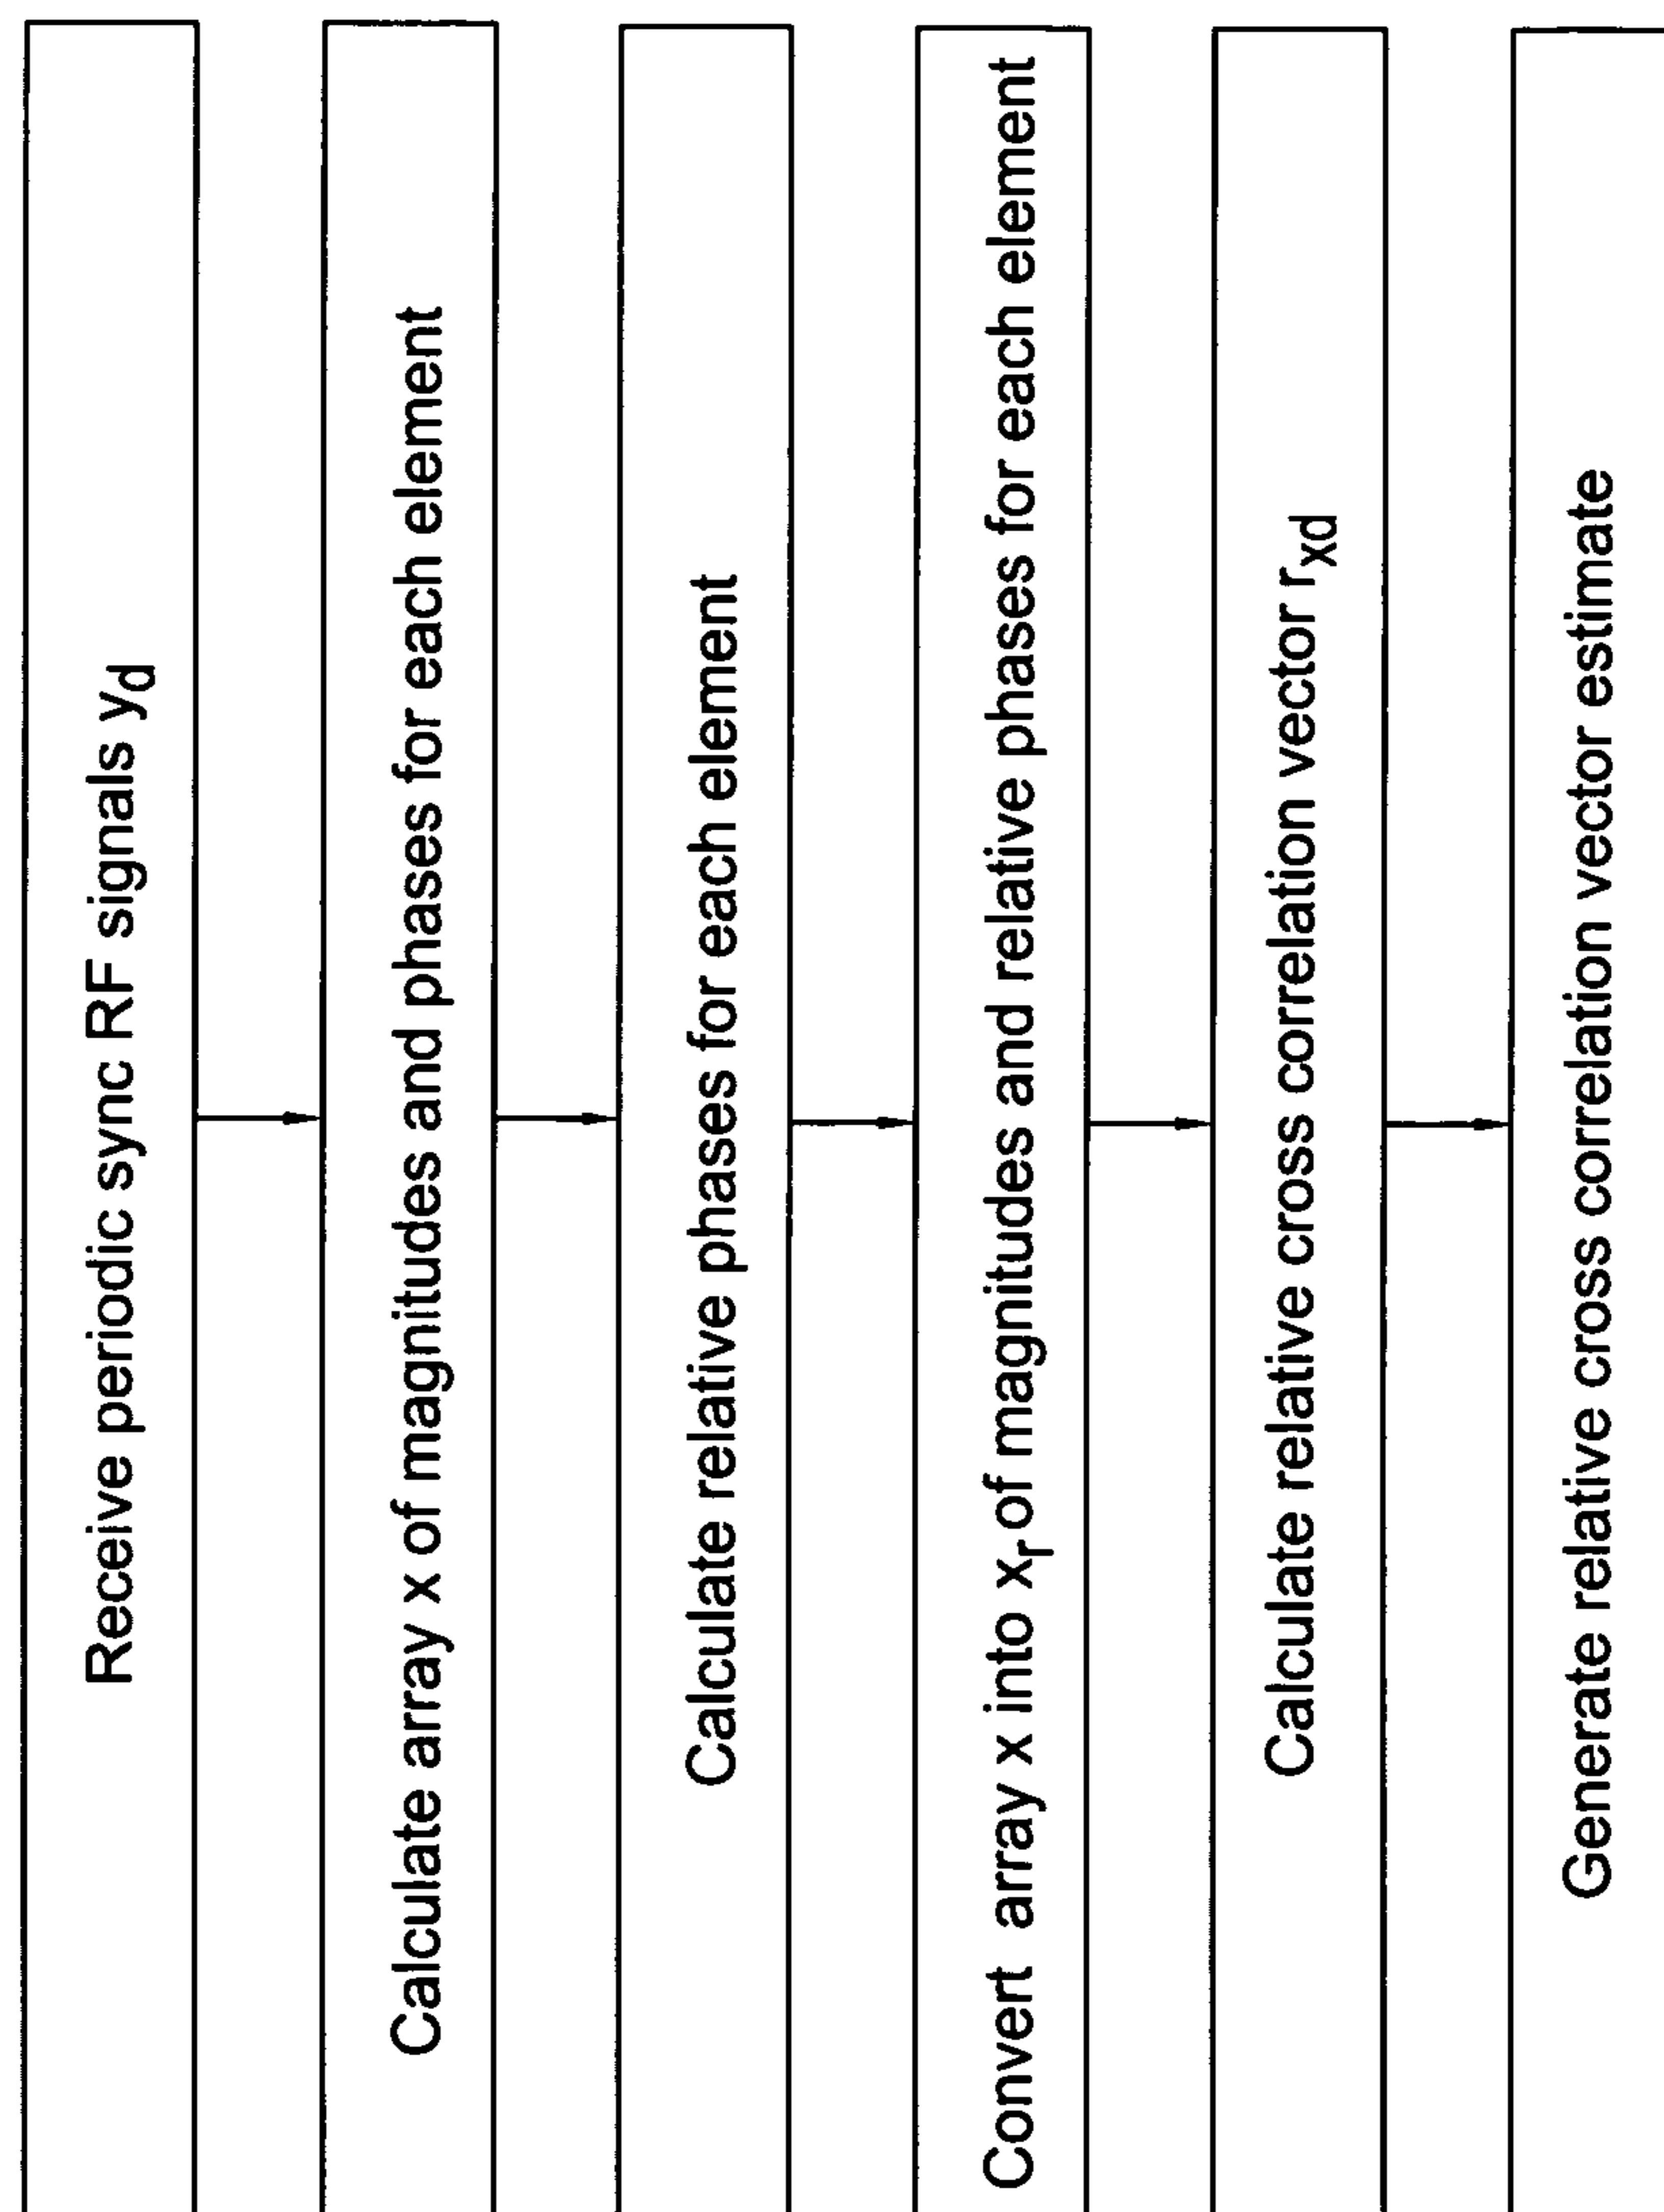 Receive periodic sync RF signals yd
Calculate array x of magnitudes and phases for each element
Calculate relative phases for each element
Convert array x into xr of magnitudes and relative phases for each element
Calculate relative cross correlation vector rxd
Generate relative cross correlation vector estimate